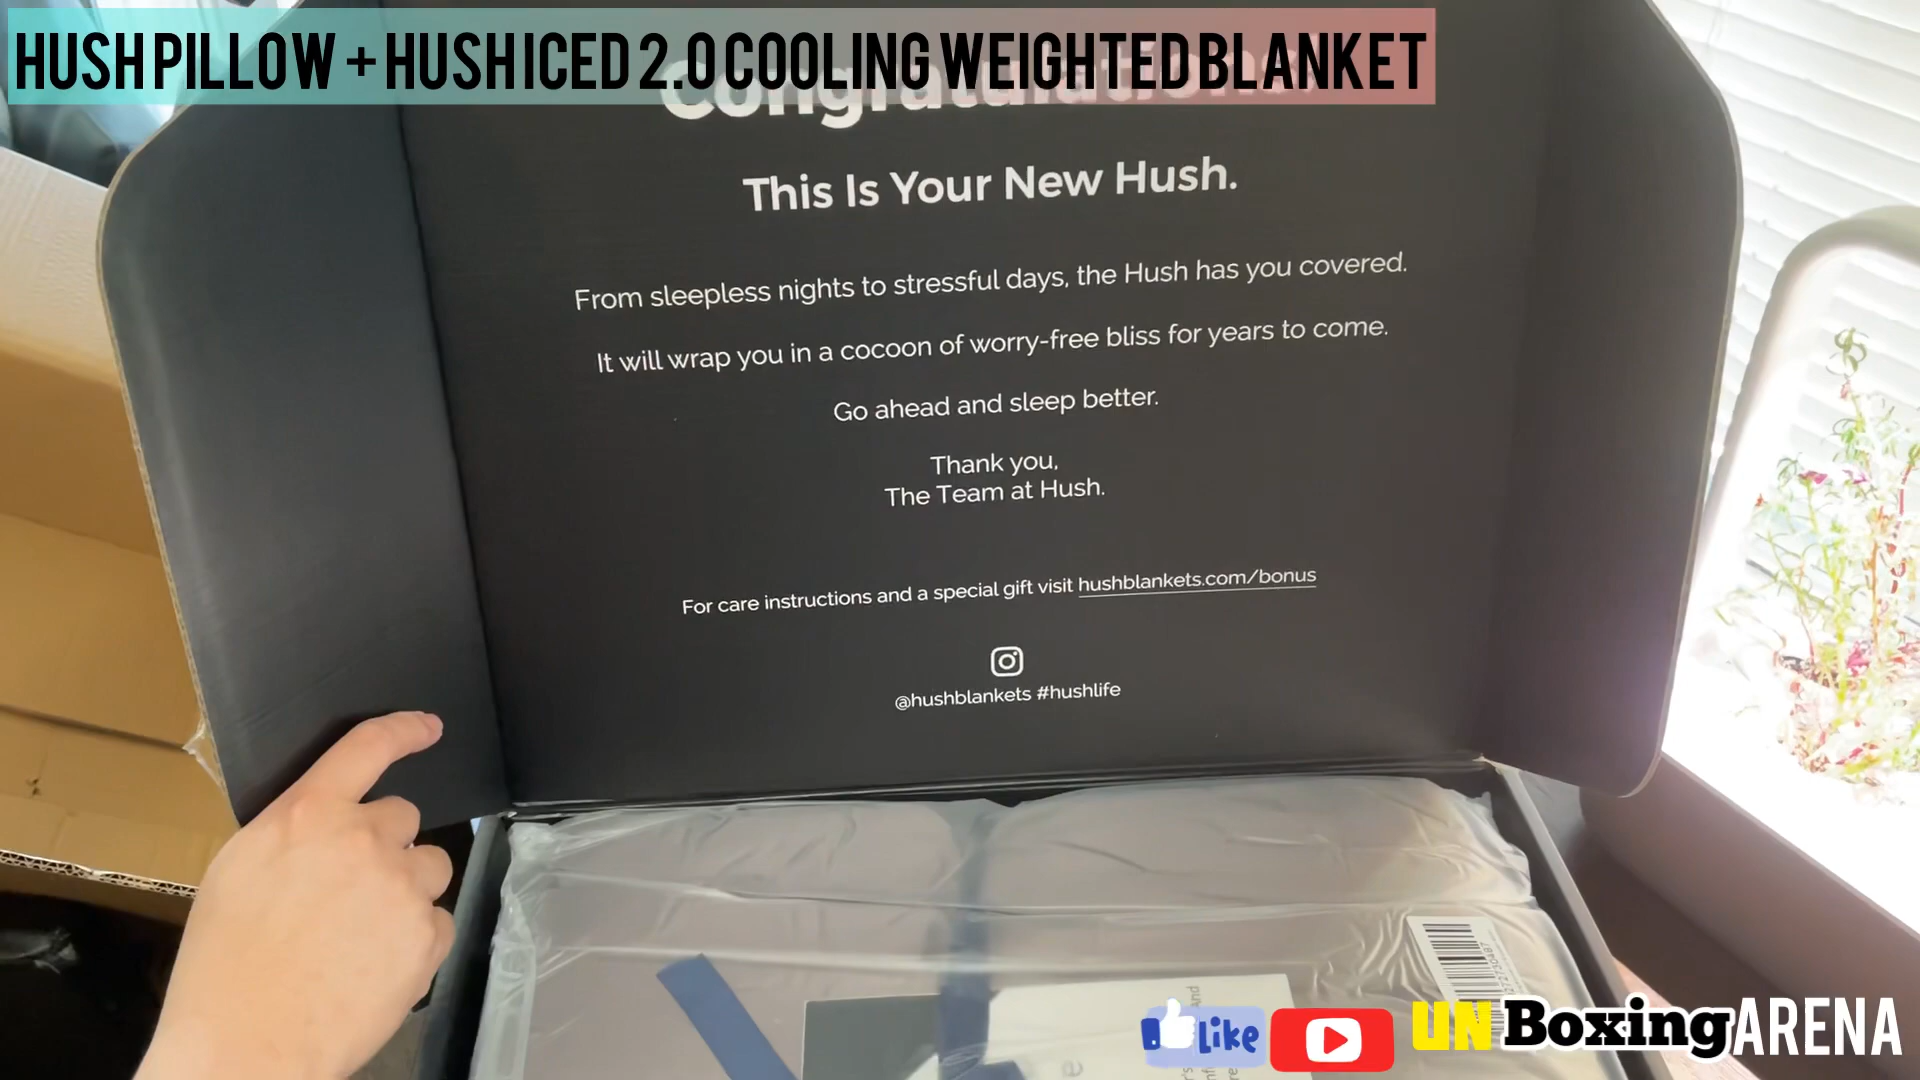 HUSH PILLOW + HUSH ICED 2.0 COOLING WEIGHTED BLANKET
Congratulations!
This Is Your New Hush.
From sleepless nights to stressful days, the Hush has you covered.
It will wrap you in a cocoon of worry-free bliss for years to come.
Go ahead and sleep better.
Thank you,
The Team at Hush.
For care instructions and a special gift visit hushblankets.com/bonus
@hushblankets #hushlife
And
Like
UNBoxingARENA